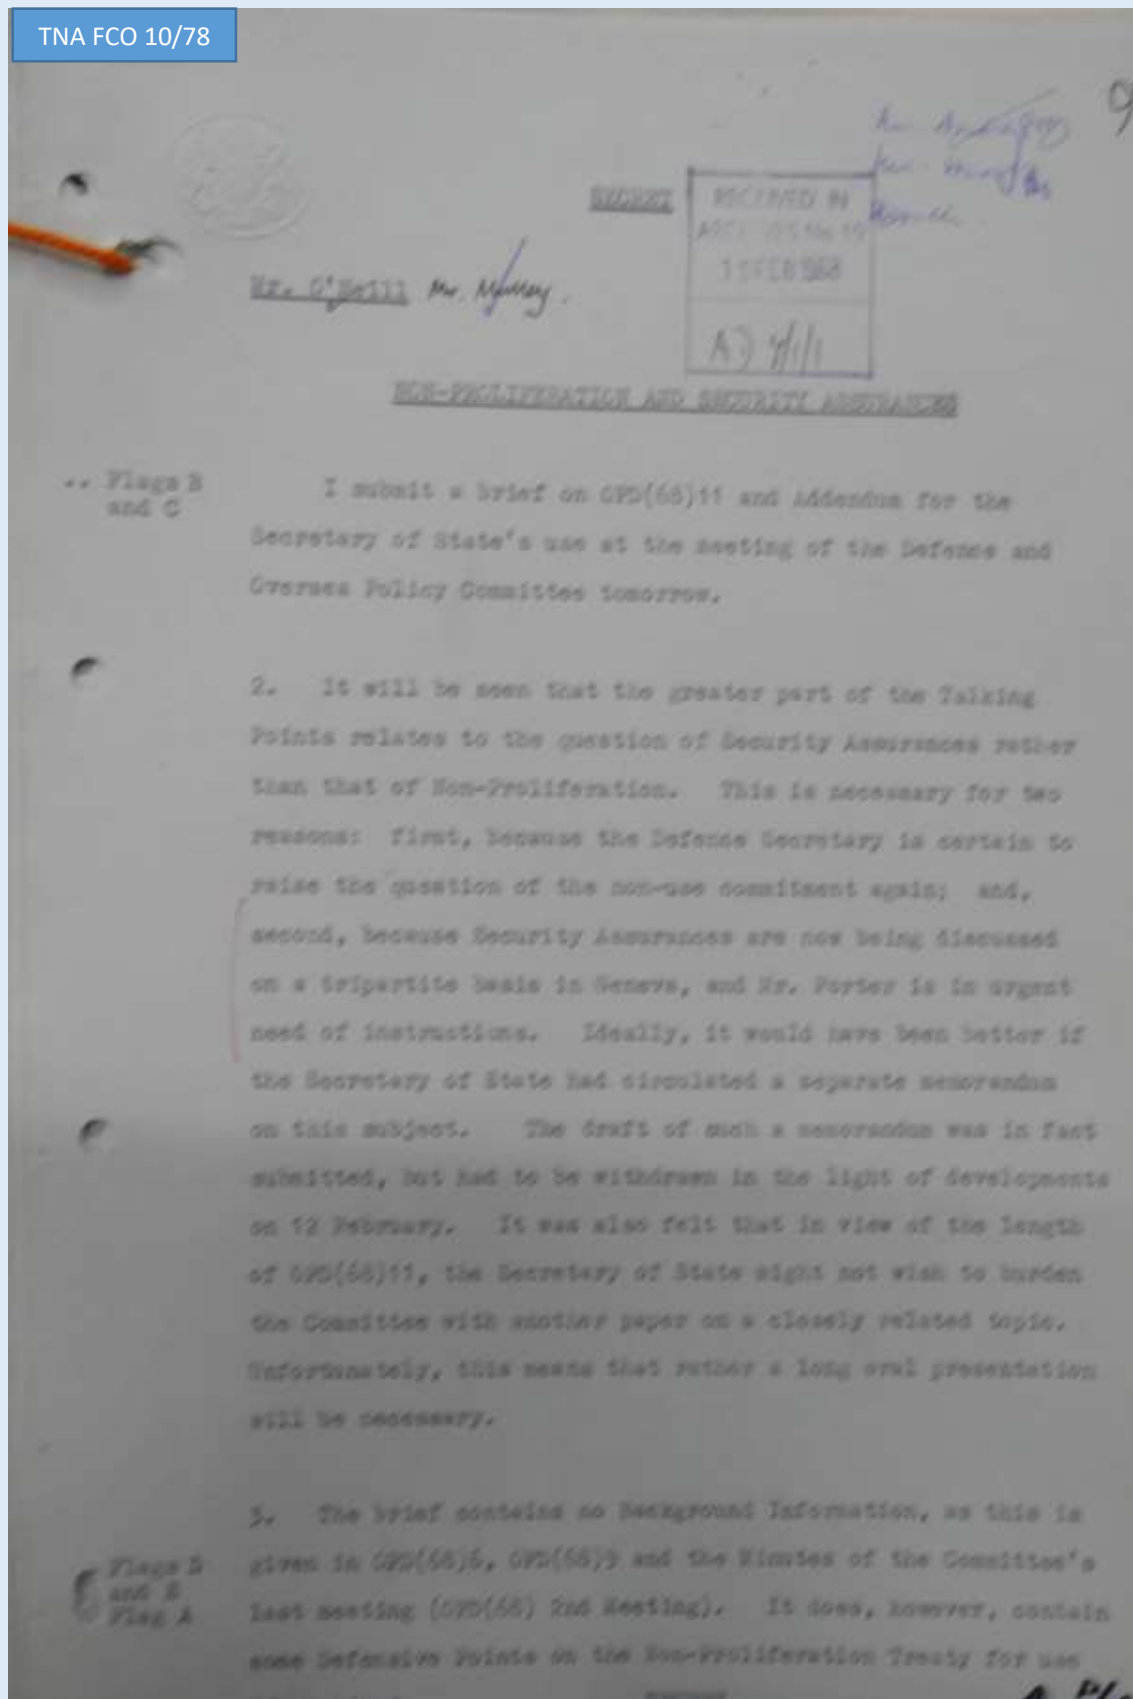 TNA FCO 10/78
9
SECRET
RECEIVED IN
ARCHIVES No.
FEB 1968
Mr. O'Neill Mr. Murray.
NON-PROLIFERATION AND SECURITY ASSURANCES
.. Flags B
and C
I submit a brief on OPD(68)11 and Addendum for the
Secretary of State's use at the meeting of the Defence and
Oversea Policy Committee tomorrow.
2. It will be seen that the greater part of the Talking
Points relates to the question of Security Assurances rather
than that of Non-Proliferation. This is necessary for two
reasons: first, because the Defence Secretary is certain to
raise the question of the non-use commitment again; and,
second, because Security Assurances are now being discussed
on a tripartite basis in Geneva, and Mr. Porter is in urgent
need of instructions. Ideally, it would have been better if
the Secretary of State had circulated a separate memorandum
on this subject. The draft of such a memorandum was in fact
submitted, but had to be withdrawn in the light of developments
on 12 February. It was also felt that in view of the length
of OPD(68)11, the Secretary of State might not wish to burden
the Committee with another paper on a closely related topic.
Unfortunately, this means that rather a long oral presentation
will be necessary.
3. The brief contains no Background Information, as this is
Flags D
and E
Flag A
given in OPD(68)6, OPD(68)9 and the Minutes of the Committee's
last meeting (OPD(68) 2nd Meeting). It does, however, contain
some Defensive Points on the Non-Proliferation Treaty for use